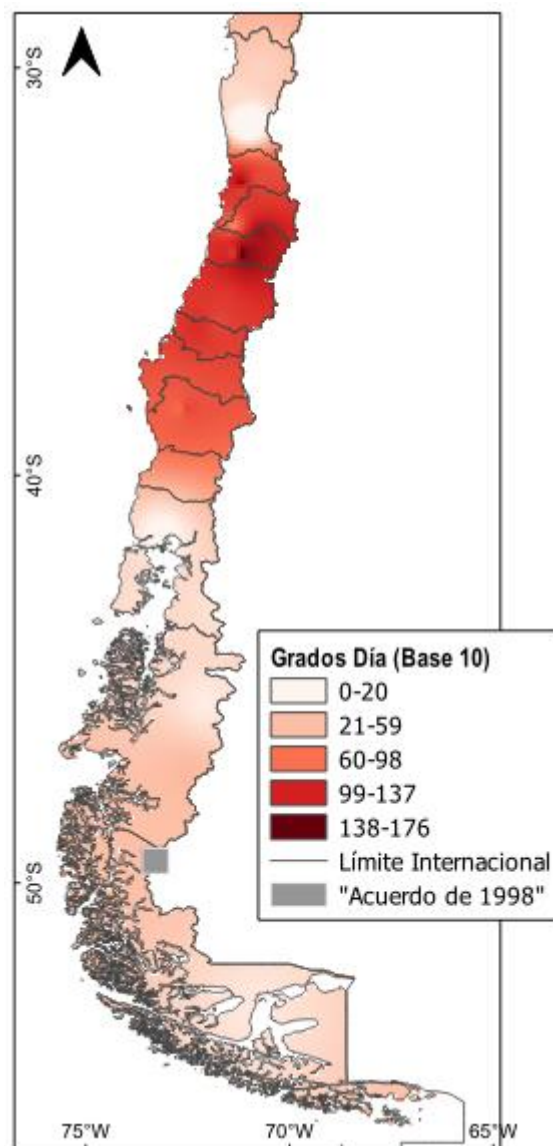 30°S
40°S
50°S
Grados Día (Base 10)
0-20
21-59
60-98
99-137
138-176
Límite Internacional
"Acuerdo de 1998"
75°W
70°W
65°W